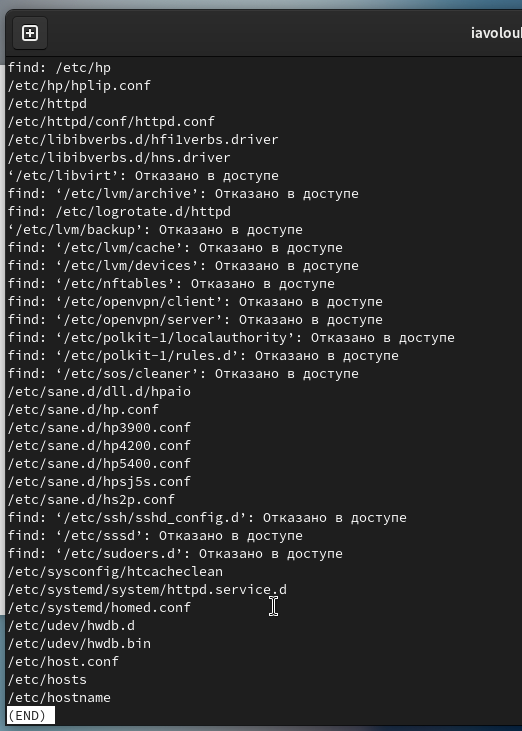 iavolou
find: /etc/hp
/etc/hp/hplip.conf
/etc/httpd
/etc/httpd/conf/httpd.conf
/etc/libibverbs.d/hfi1verbs.driver
/etc/libibverbs.d/hns.driver
‘/etc/libvirt’: Отказано в доступе
find: ‘/etc/lvm/archive’: Отказано в доступе
find: /etc/logrotate.d/httpd
‘/etc/lvm/backup’: Отказано в доступе
find: ‘/etc/lvm/cache’: Отказано в доступе
find: ‘/etc/lvm/devices’: Отказано в доступе
find: ‘/etc/nftables’: Отказано в доступе
find: ‘/etc/openvpn/client’: Отказано в доступе
find: ‘/etc/openvpn/server’: Отказано в доступе
find: ‘/etc/polkit-1/localauthority’: Отказано в доступе
find: ‘/etc/polkit-1/rules.d’: Отказано в доступе
find: ‘/etc/sos/cleaner’: Отказано в доступе
/etc/sane.d/dll.d/hpaio
/etc/sane.d/hp.conf
/etc/sane.d/hp3900.conf
/etc/sane.d/hp4200.conf
/etc/sane.d/hp5400.conf
/etc/sane.d/hpsj5s.conf
/etc/sane.d/hs2p.conf
find: ‘/etc/ssh/sshd_config.d’: Отказано в доступе
find: ‘/etc/sssd’: Отказано в доступе
find: ‘/etc/sudoers.d’: Отказано в доступе
/etc/sysconfig/htcacheclean
/etc/systemd/system/httpd.service.d
/etc/systemd/homed.conf
/etc/udev/hwdb.d
/etc/udev/hwdb.bin
/etc/host.conf
/etc/hosts
/etc/hostname
(END)